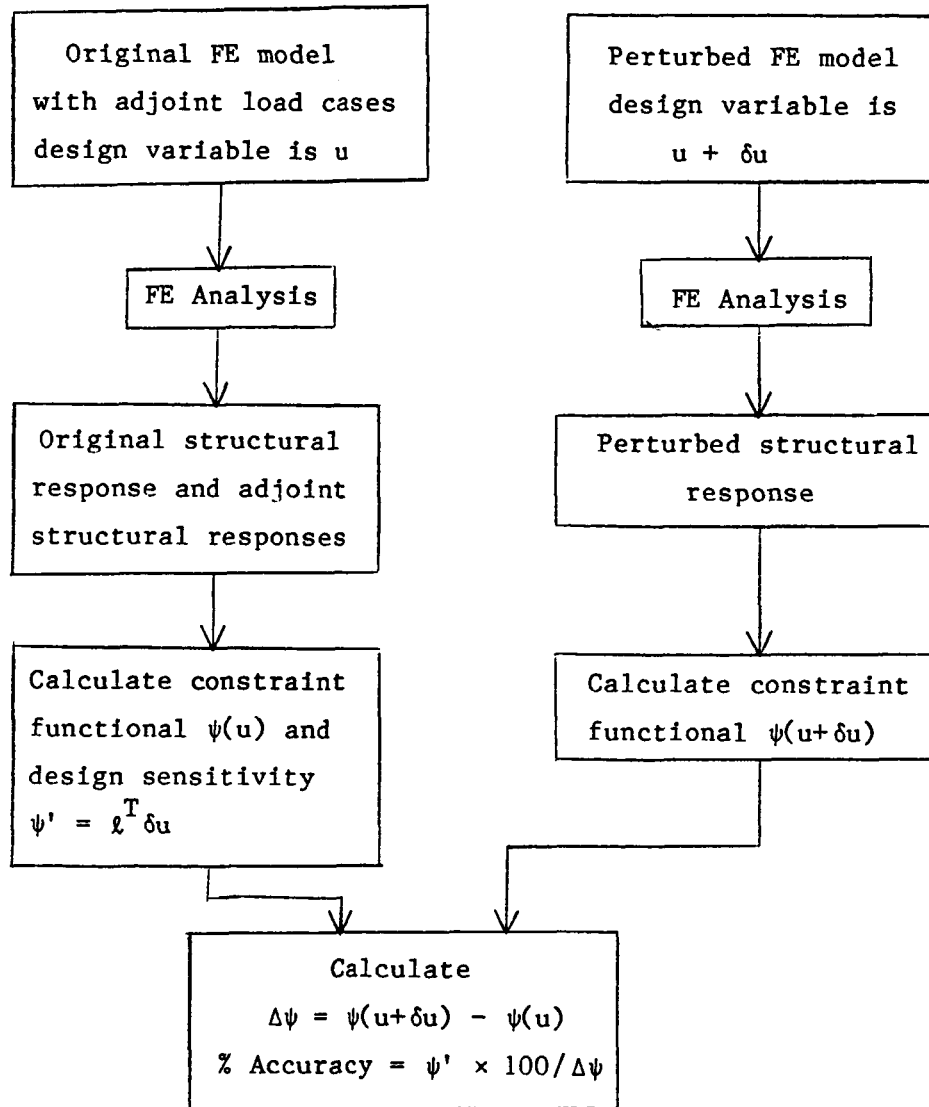 Original FE model
with adjoint load cases
design variable is u
Perturbed FE model
design variable is
u + δu
FE Analysis
FE Analysis
Original structural
response and adjoint
structural responses
Perturbed structural
response
Calculate constraint
functional ψ(u) and
design sensitivity
ψ' = ℓᵀδu
Calculate constraint
functional ψ(u+δu)
Calculate
Δψ = ψ(u+δu) - ψ(u)
% Accuracy = ψ' × 100/Δψ